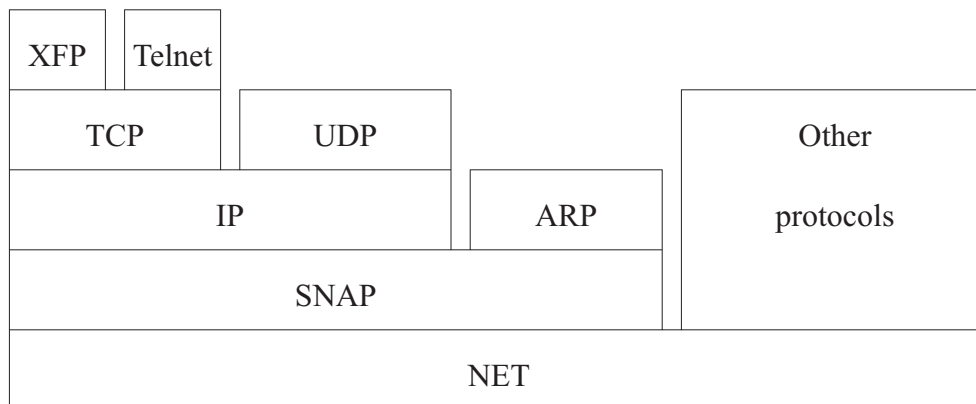 XFP Telnet
TCP UDP Other
IP ARP protocols
SNAP
NET